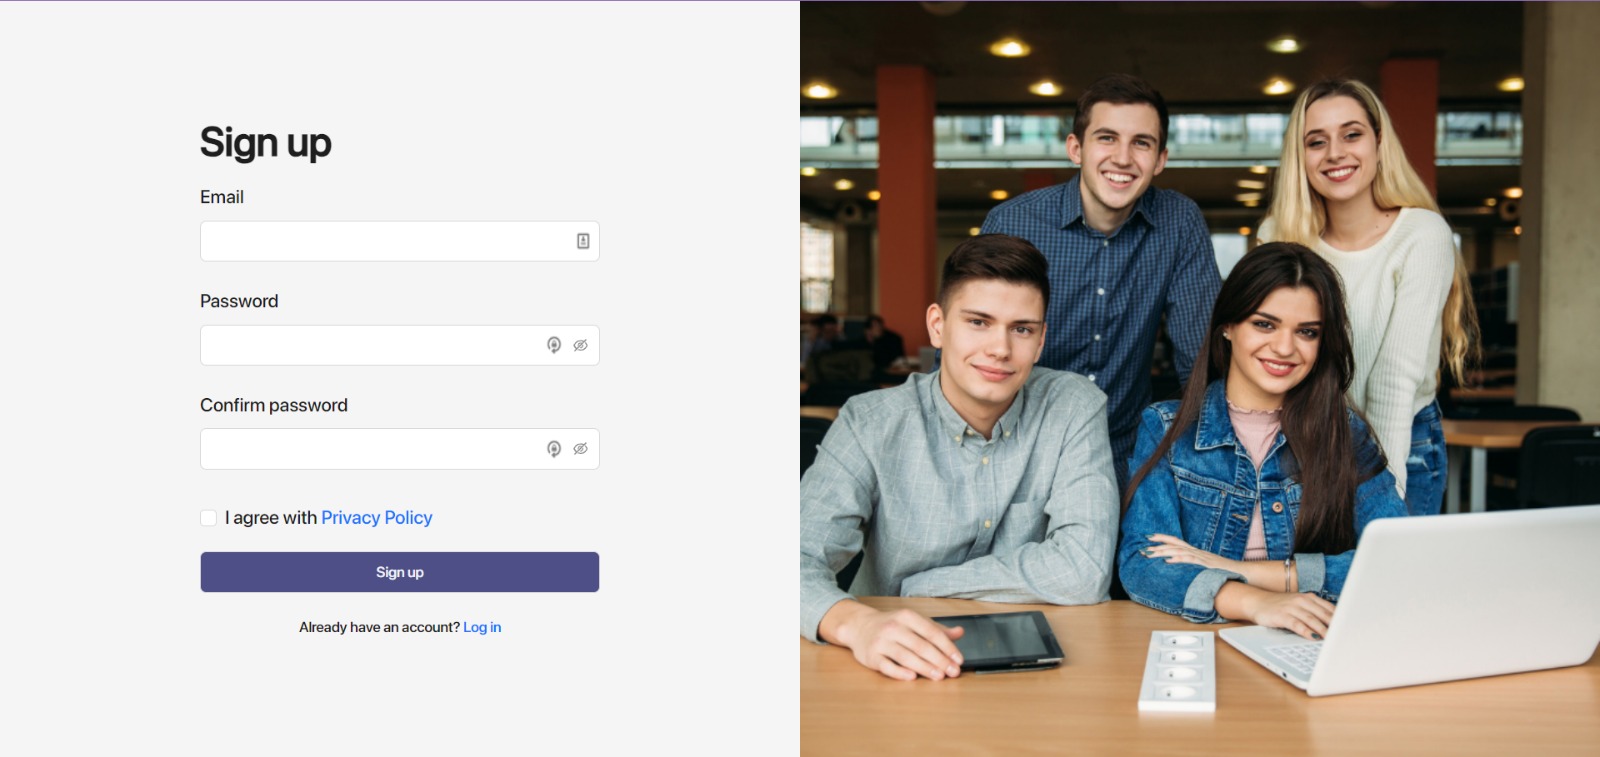 Sign up
Email
Password
Confirm password
I agree with Privacy Policy
Sign up
Already have an account? Log in